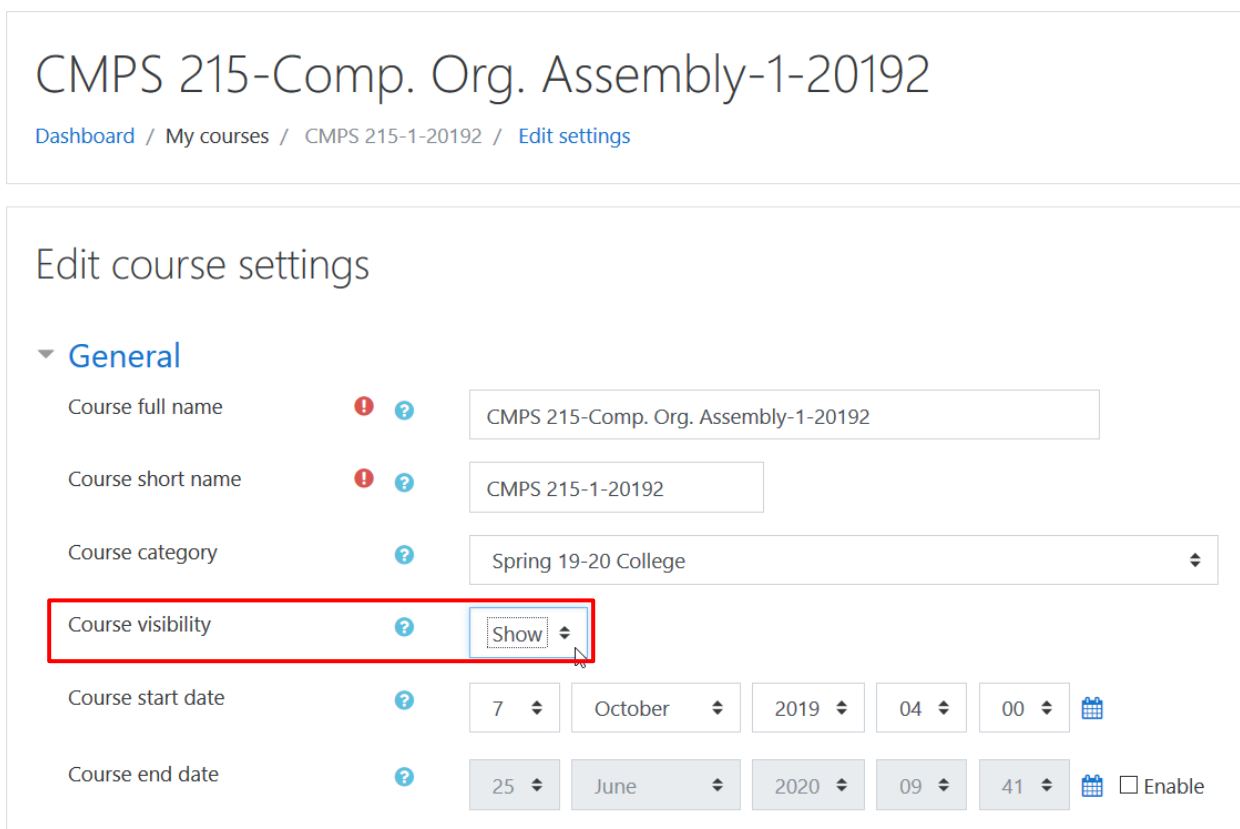 CMPS 215-Comp. Org. Assembly-1-20192
Dashboard / My courses / CMPS 215-1-20192 / Edit settings
Edit course settings
General
Course full name ! ? CMPS 215-Comp. Org. Assembly-1-20192
Course short name ! ? CMPS 215-1-20192
Course category ? Spring 19-20 College
Course visibility ? Show
Course start date ? 7 October 2019 04 00
Course end date ? 25 June 2020 09 41 Enable